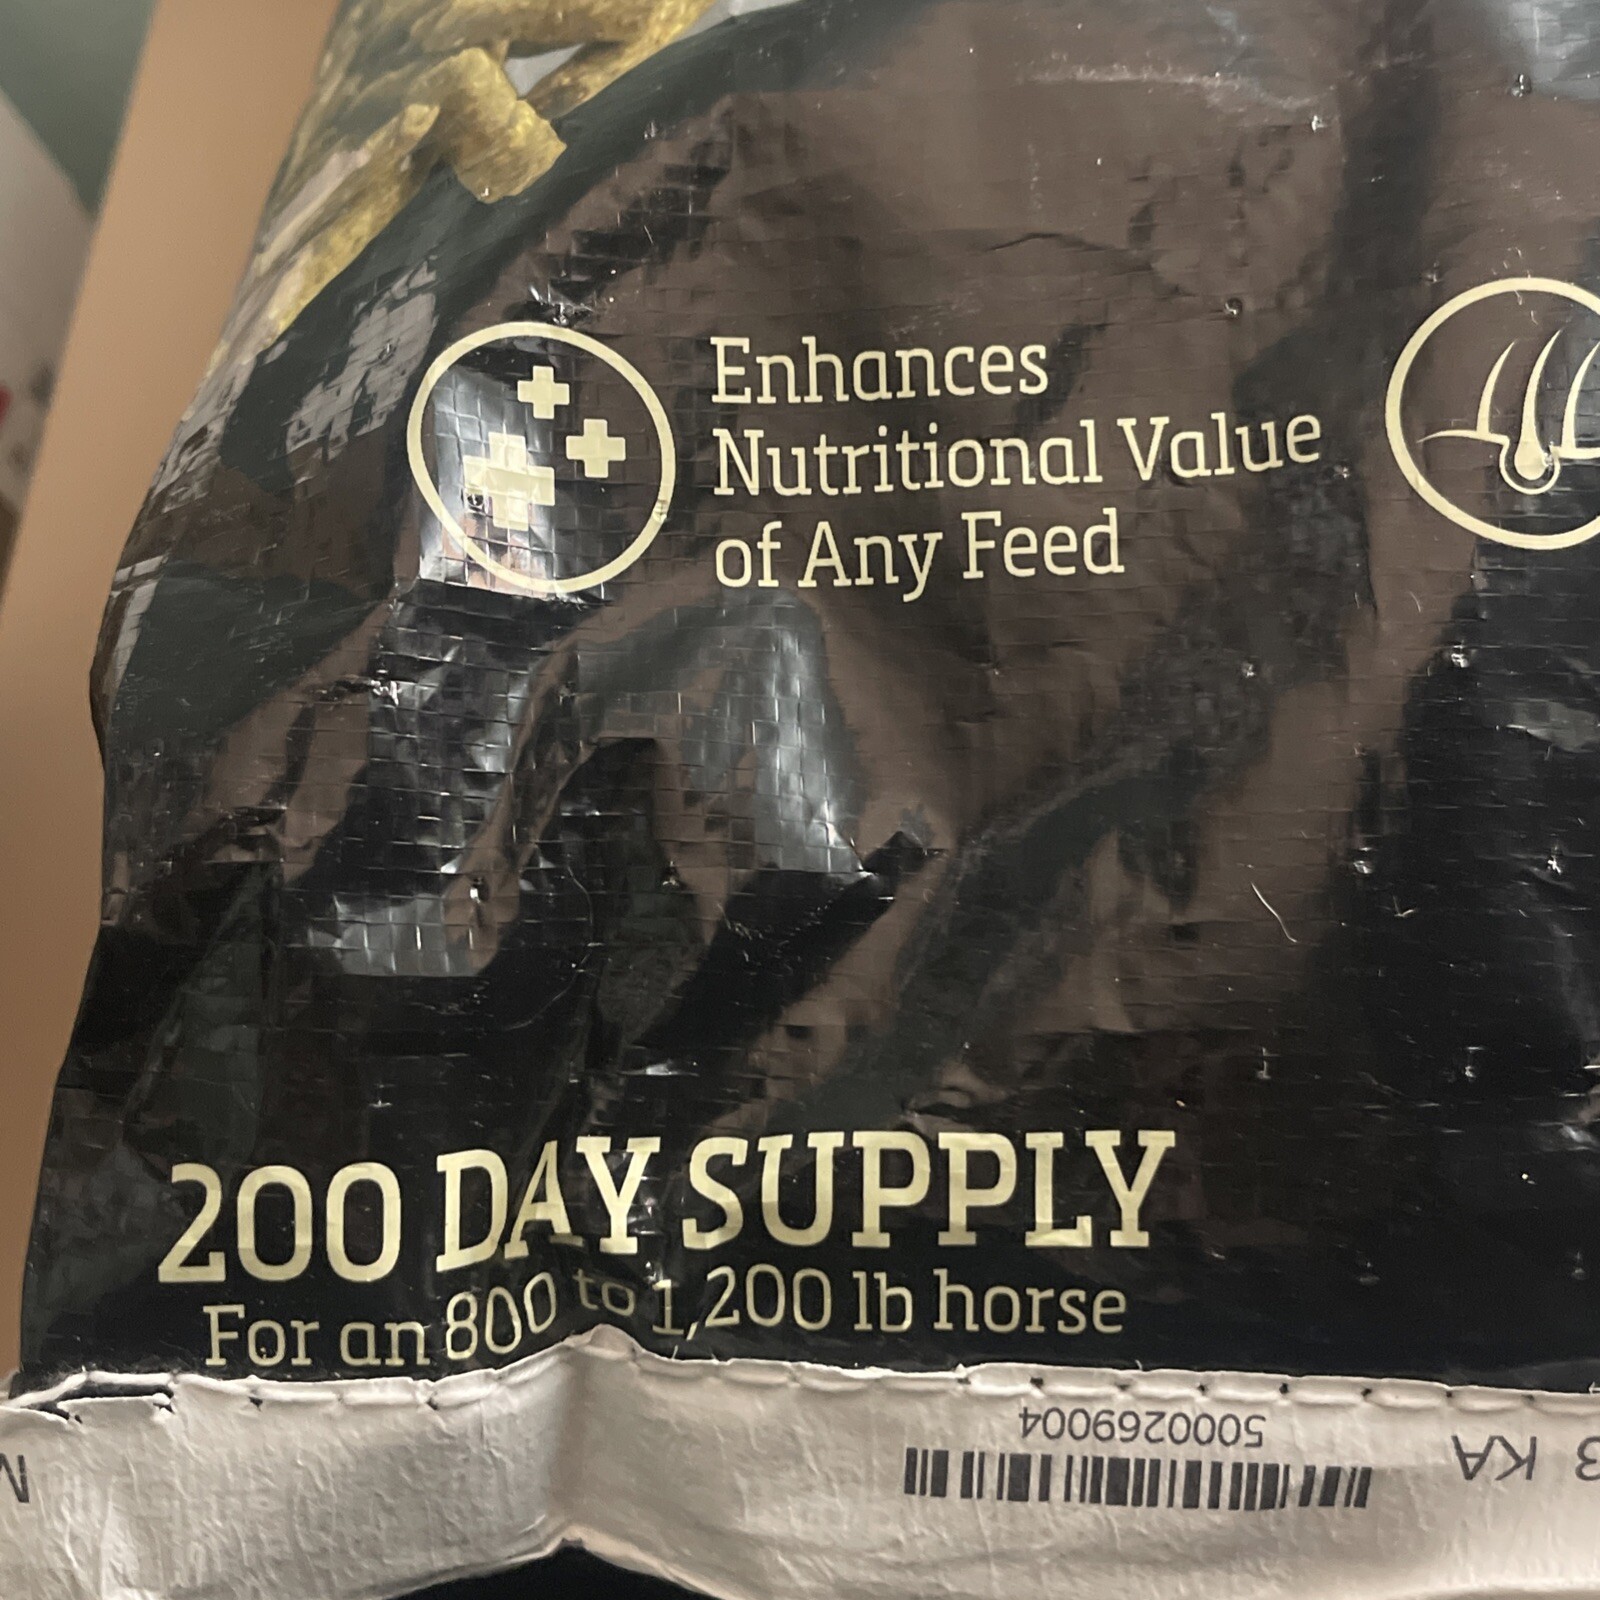 Enhances
Nutritional Value
of Any Feed
200 DAY SUPPLY
For an 800 to 1,200 lb horse
5000269004
KA